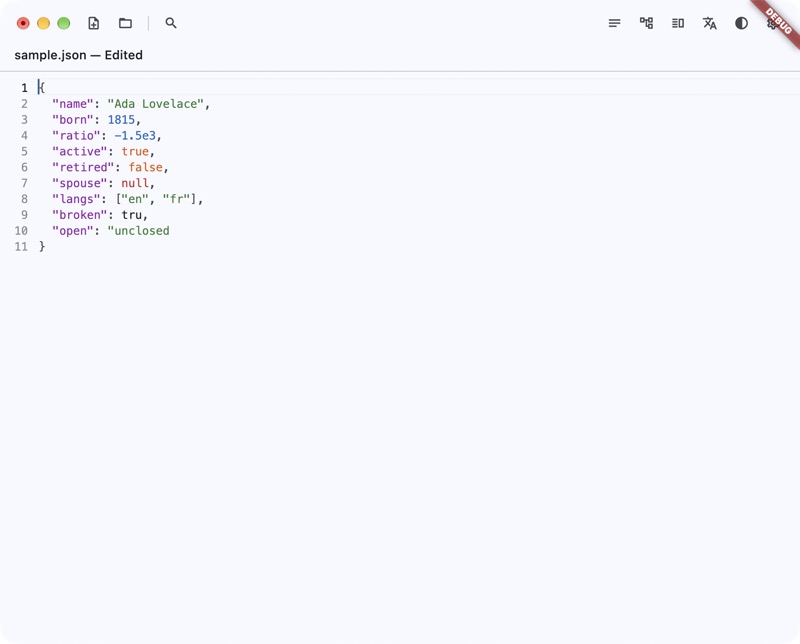 DEBUG
sample.json — Edited
1 {
2   "name": "Ada Lovelace",
3   "born": 1815,
4   "ratio": -1.5e3,
5   "active": true,
6   "retired": false,
7   "spouse": null,
8   "langs": ["en", "fr"],
9   "broken": tru,
10   "open": "unclosed
11 }